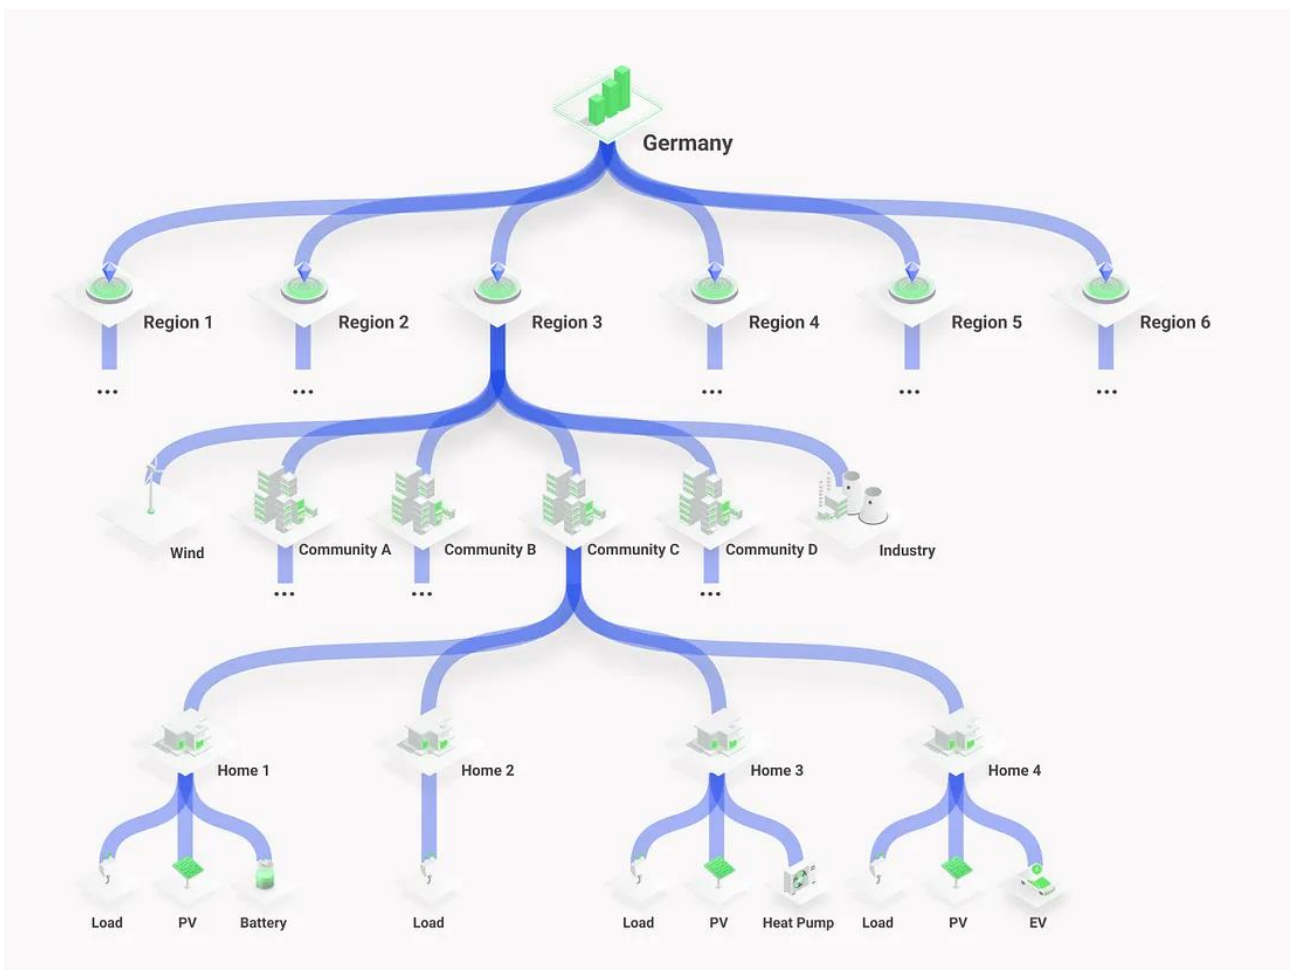 Germany
Region 1
Region 2
Region 3
Region 4
Region 5
Region 6
...
...
...
...
...
Wind
Community A
Community B
Community C
Community D
Industry
...
...
...
Home 1
Home 2
Home 3
Home 4
Load
PV
Battery
Load
Load
PV
Heat Pump
Load
PV
EV